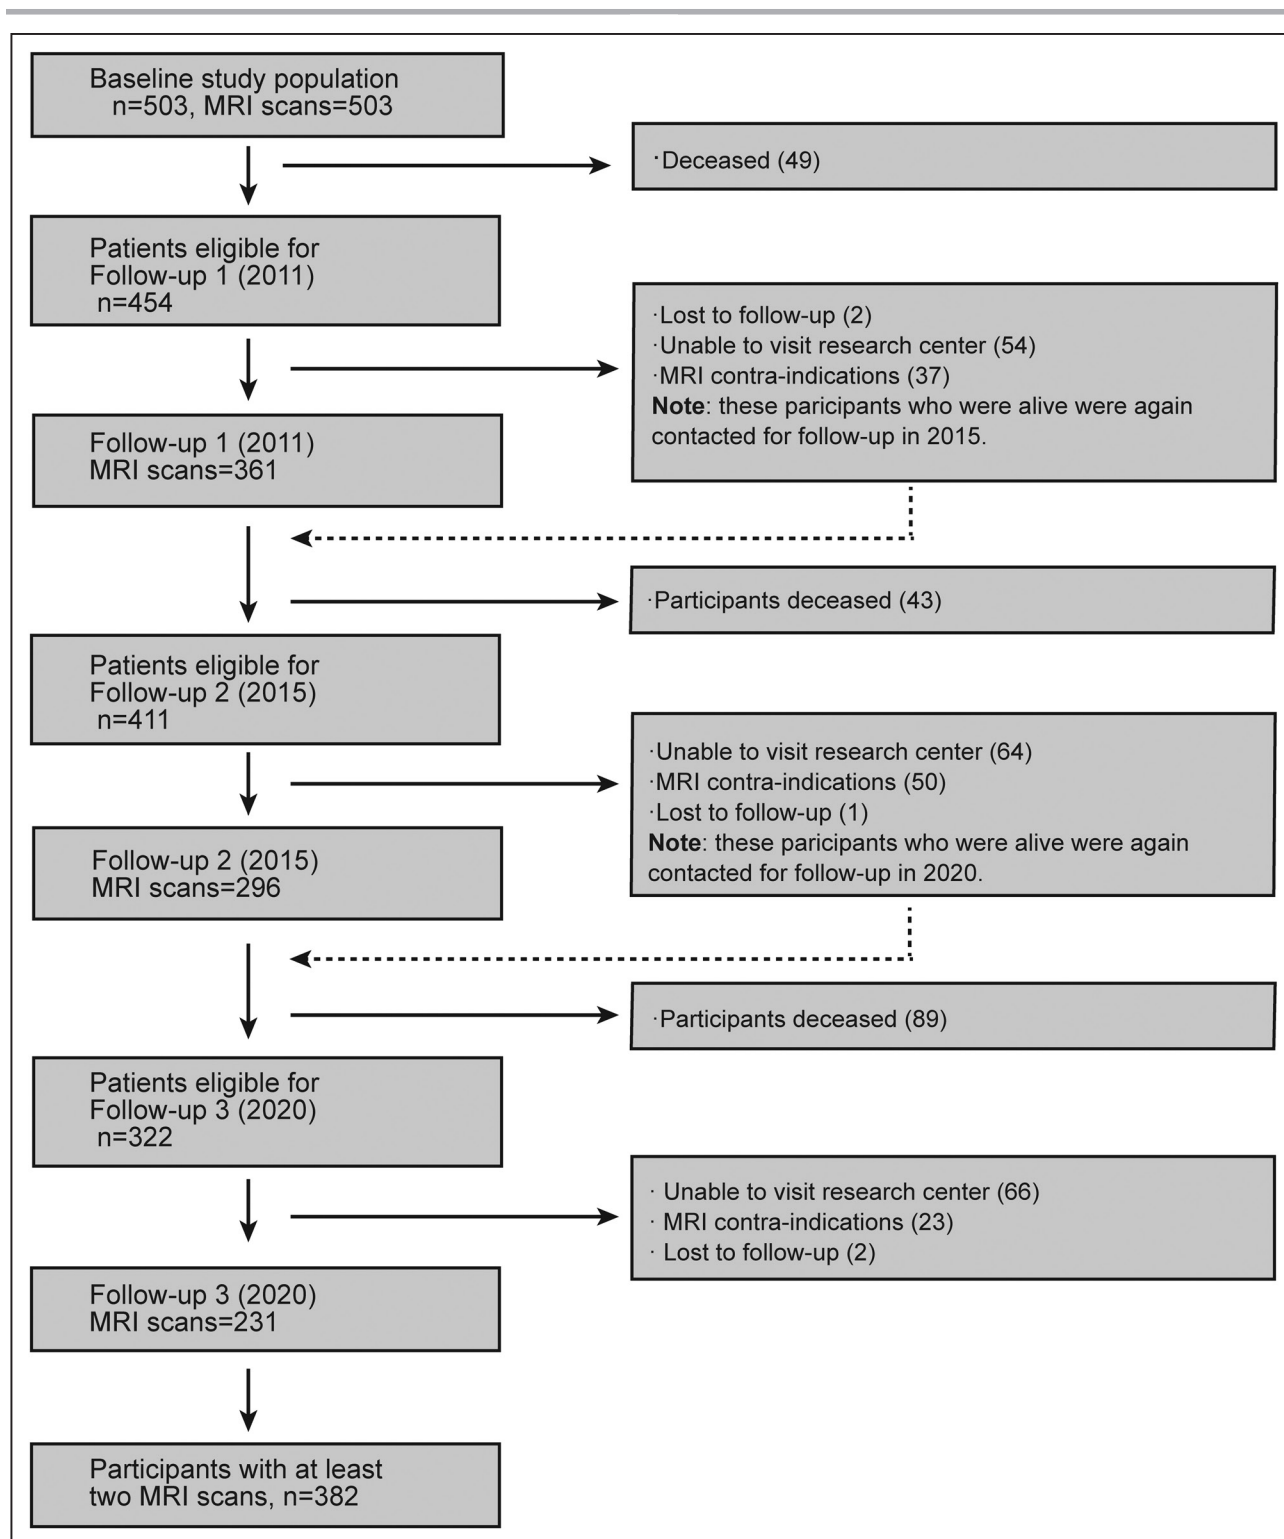 Baseline study population
n=503, MRI scans=503
·Deceased (49)
Patients eligible for
Follow-up 1 (2011)
n=454
·Lost to follow-up (2)
·Unable to visit research center (54)
·MRI contra-indications (37)
Note: these paricipants who were alive were again
contacted for follow-up in 2015.
Follow-up 1 (2011)
MRI scans=361
·Participants deceased (43)
Patients eligible for
Follow-up 2 (2015)
n=411
·Unable to visit research center (64)
·MRI contra-indications (50)
·Lost to follow-up (1)
Note: these paricipants who were alive were again
contacted for follow-up in 2020.
Follow-up 2 (2015)
MRI scans=296
·Participants deceased (89)
Patients eligible for
Follow-up 3 (2020)
n=322
· Unable to visit research center (66)
· MRI contra-indications (23)
· Lost to follow-up (2)
Follow-up 3 (2020)
MRI scans=231
Participants with at least
two MRI scans, n=382